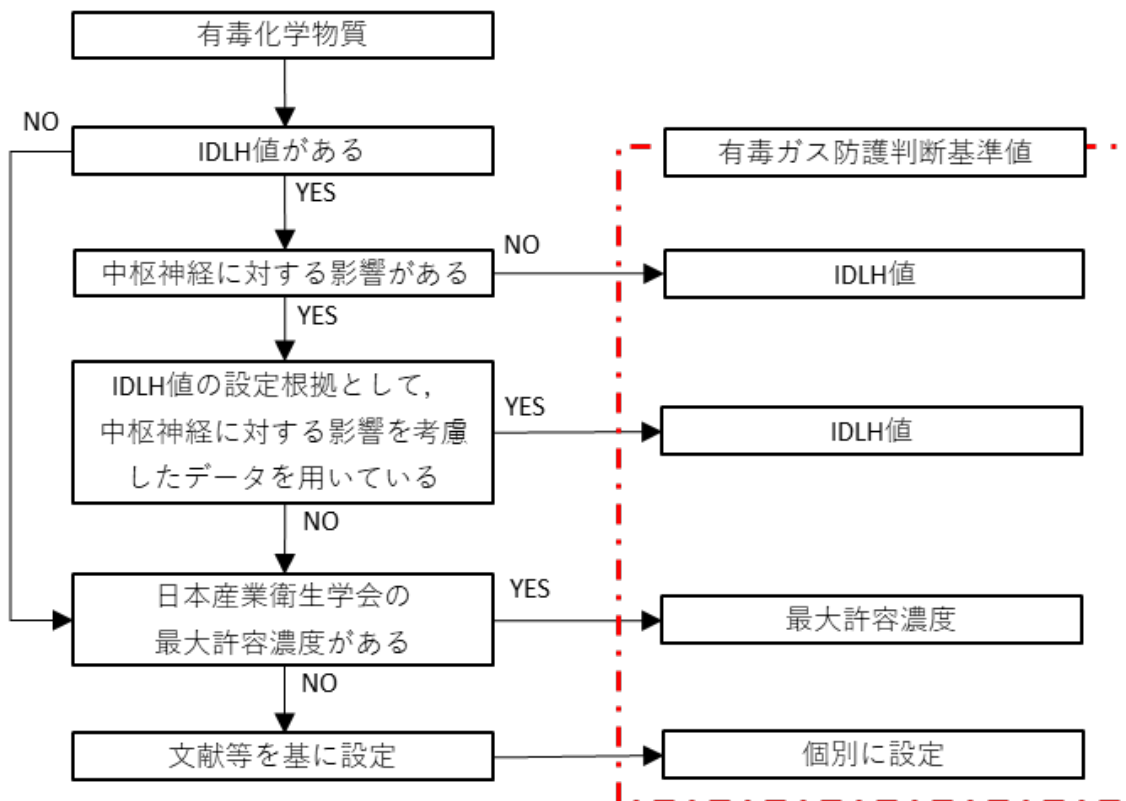 有毒化学物質
NO
IDLH値がある
有毒ガス防護判断基準値
YES
中枢神経に対する影響がある
NO
IDLH値
YES
IDLH値の設定根拠として，
中枢神経に対する影響を考慮
したデータを用いている
YES
IDLH値
NO
日本産業衛生学会の
最大許容濃度がある
YES
最大許容濃度
NO
文献等を基に設定
個別に設定